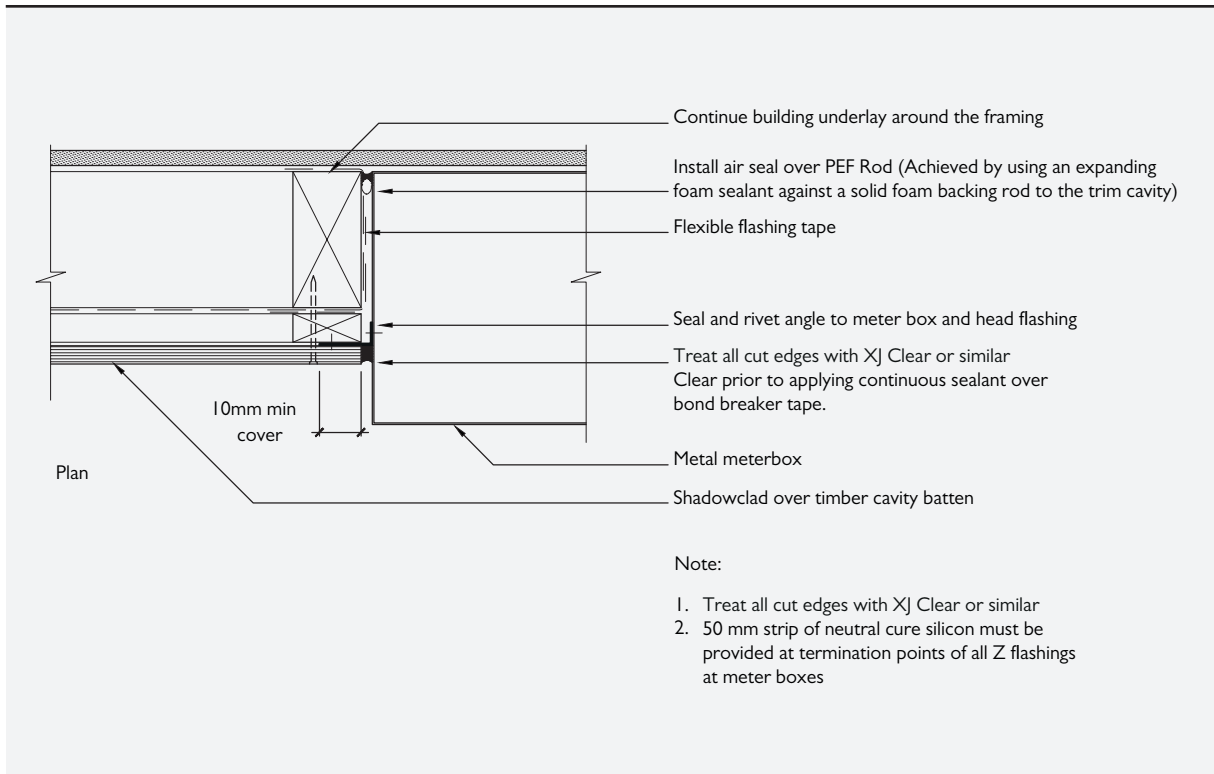 Continue building underlay around the framing
Install air seal over PEF Rod (Achieved by using an expanding
foam sealant against a solid foam backing rod to the trim cavity)
Flexible flashing tape
Seal and rivet angle to meter box and head flashing
Treat all cut edges with XJ Clear or similar
Clear prior to applying continuous sealant over
bond breaker tape.
10mm min
cover
Metal meterbox
Plan
Shadowclad over timber cavity batten
Note:
1. Treat all cut edges with XJ Clear or similar
2. 50 mm strip of neutral cure silicon must be
provided at termination points of all Z flashings
at meter boxes